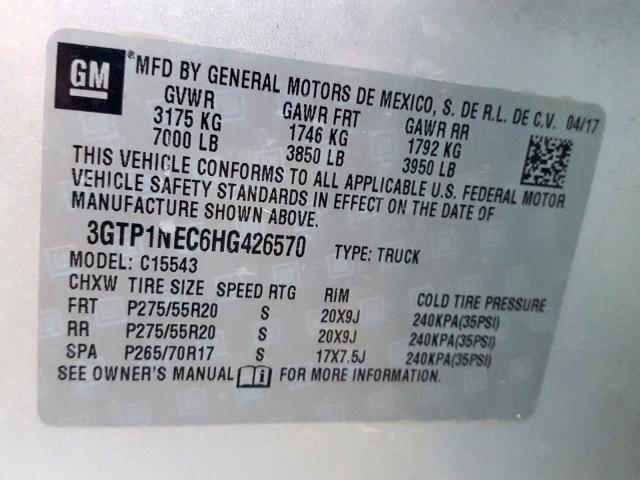 GM
® MFD BY GENERAL MOTORS DE MEXICO, S. DE R.L. DE C.V. 04/17
GVWR GAWR FRT GAWR RR
3175 KG 1746 KG 1792 KG
7000 LB 3850 LB 3950 LB
THIS VEHICLE CONFORMS TO ALL APPLICABLE U.S. FEDERAL MOTOR
VEHICLE SAFETY STANDARDS IN EFFECT ON THE DATE OF
MANUFACTURE SHOWN ABOVE.
3GTP1NEC6HG426570 TYPE: TRUCK
MODEL: C15543
CHXW TIRE SIZE SPEED RTG RIM COLD TIRE PRESSURE
FRT P275/55R20 S 20X9J 240KPA(35PSI)
RR P275/55R20 S 20X9J 240KPA(35PSI)
SPA P265/70R17 S 17X7.5J 240KPA(35PSI)
SEE OWNER'S MANUAL FOR MORE INFORMATION.